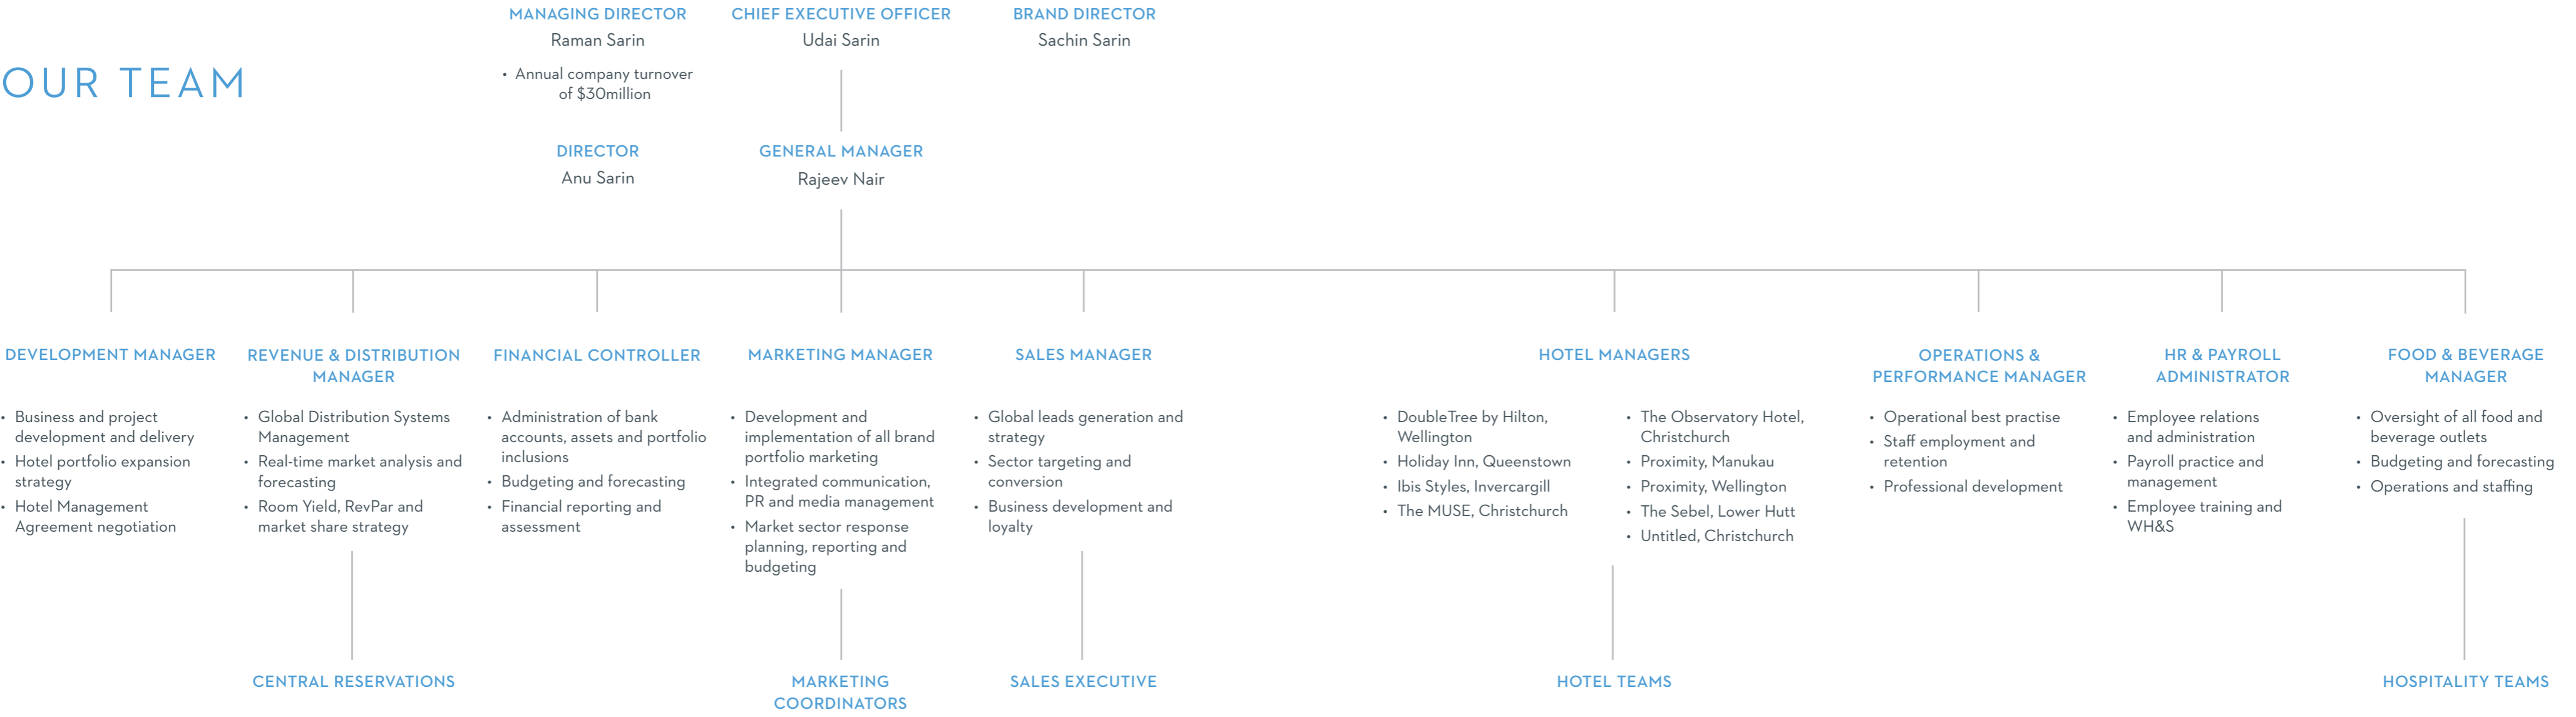 OUR TEAM
MANAGING DIRECTOR
Raman Sarin
• Annual company turnover
of $30million
CHIEF EXECUTIVE OFFICER
Udai Sarin
BRAND DIRECTOR
Sachin Sarin
DIRECTOR
Anu Sarin
GENERAL MANAGER
Rajeev Nair
DEVELOPMENT MANAGER
• Business and project
development and delivery
• Hotel portfolio expansion
strategy
• Hotel Management
Agreement negotiation
REVENUE & DISTRIBUTION
MANAGER
• Global Distribution Systems
Management
• Real-time market analysis and
forecasting
• Room Yield, RevPar and
market share strategy
CENTRAL RESERVATIONS
FINANCIAL CONTROLLER
• Administration of bank
accounts, assets and portfolio
inclusions
• Budgeting and forecasting
• Financial reporting and
assessment
MARKETING MANAGER
• Development and
implementation of all brand
portfolio marketing
• Integrated communication,
PR and media management
• Market sector response
planning, reporting and
budgeting
MARKETING
COORDINATORS
SALES MANAGER
• Global leads generation and
strategy
• Sector targeting and
conversion
• Business development and
loyalty
SALES EXECUTIVE
HOTEL MANAGERS
• DoubleTree by Hilton,
Wellington
• Holiday Inn, Queenstown
• Ibis Styles, Invercargill
• The MUSE, Christchurch
• The Observatory Hotel,
Christchurch
• Proximity, Manukau
• Proximity, Wellington
• The Sebel, Lower Hutt
• Untitled, Christchurch
HOTEL TEAMS
OPERATIONS &
PERFORMANCE MANAGER
• Operational best practise
• Staff employment and
retention
• Professional development
HR & PAYROLL
ADMINISTRATOR
• Employee relations
and administration
• Payroll practice and
management
• Employee training and
WH&S
FOOD & BEVERAGE
MANAGER
• Oversight of all food and
beverage outlets
• Budgeting and forecasting
• Operations and staffing
HOSPITALITY TEAMS